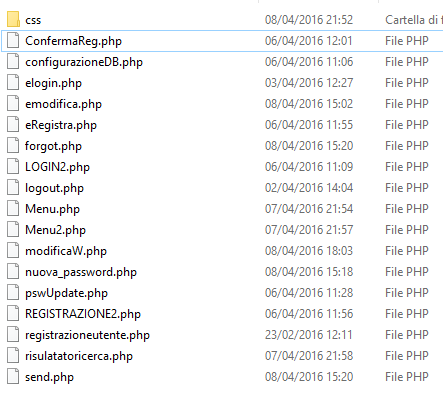 css 08/04/2016 21:52 Cartella di f
ConfermaReg.php 06/04/2016 12:01 File PHP
configurazioneDB.php 06/04/2016 11:06 File PHP
elogin.php 03/04/2016 12:27 File PHP
emodifica.php 08/04/2016 15:02 File PHP
eRegistra.php 06/04/2016 11:55 File PHP
forgot.php 08/04/2016 15:20 File PHP
LOGIN2.php 06/04/2016 11:09 File PHP
logout.php 02/04/2016 14:04 File PHP
Menu.php 07/04/2016 21:54 File PHP
Menu2.php 07/04/2016 21:57 File PHP
modificaW.php 08/04/2016 18:03 File PHP
nuova_password.php 08/04/2016 15:18 File PHP
pswUpdate.php 06/04/2016 11:28 File PHP
REGISTRAZIONE2.php 06/04/2016 11:56 File PHP
registrazioneutente.php 23/02/2016 12:11 File PHP
risulatatoricerca.php 07/04/2016 21:58 File PHP
send.php 08/04/2016 15:20 File PHP